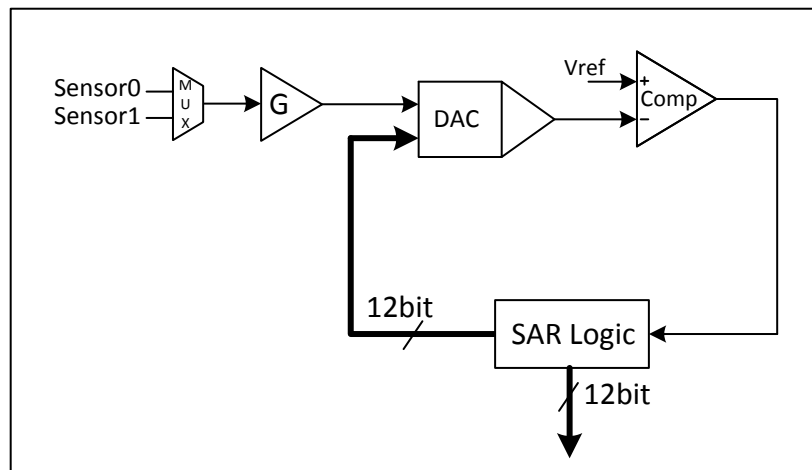 Sensor0
Sensor1
M
U
X
G
DAC
Vref
+
Comp
−
12bit
SAR Logic
12bit